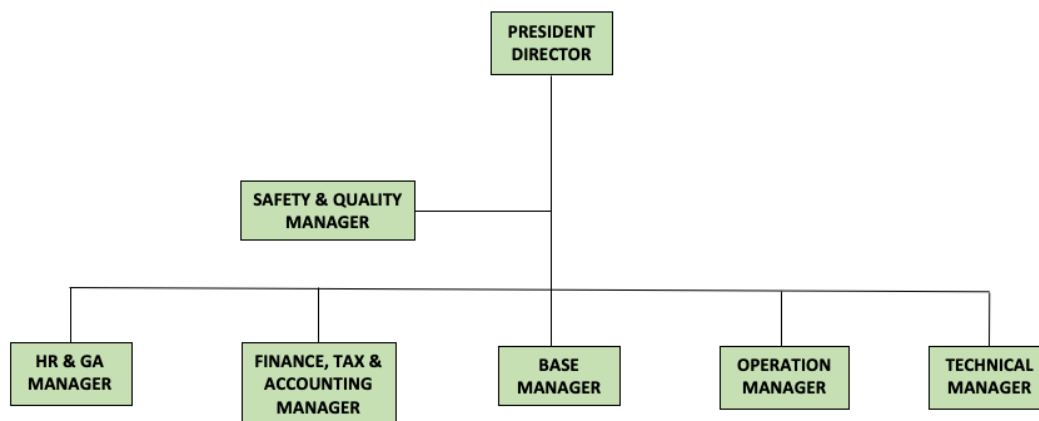 PRESIDENT
DIRECTOR
SAFETY & QUALITY
MANAGER
HR & GA
MANAGER
FINANCE, TAX &
ACCOUNTING
MANAGER
BASE
MANAGER
OPERATION
MANAGER
TECHNICAL
MANAGER